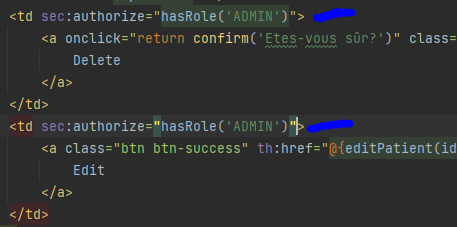 <td sec:authorize="hasRole('ADMIN')">
<a onclick="return confirm('Etes-vous sûr?')" class=
Delete
</a>
</td>
<td sec:authorize="hasRole('ADMIN')">
<a class="btn btn-success" th:href="@{editPatient(id
Edit
</a>
</td>